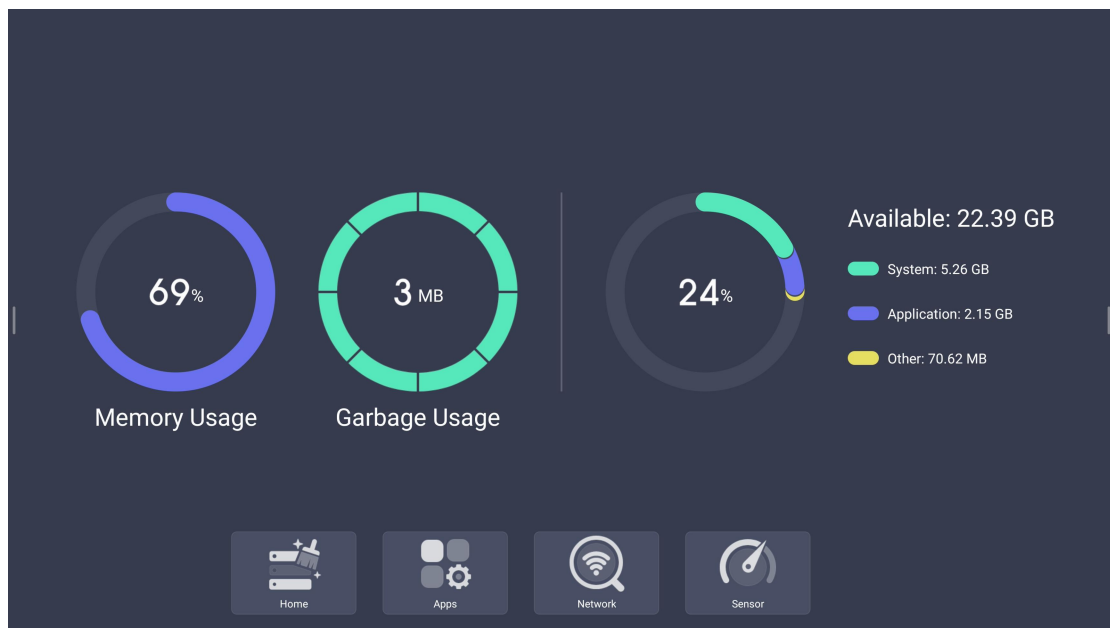 69%
3 MB
24%
Available: 22.39 GB
System: 5.26 GB
Application: 2.15 GB
Other: 70.62 MB
Memory Usage
Garbage Usage
Home
Apps
Network
Sensor